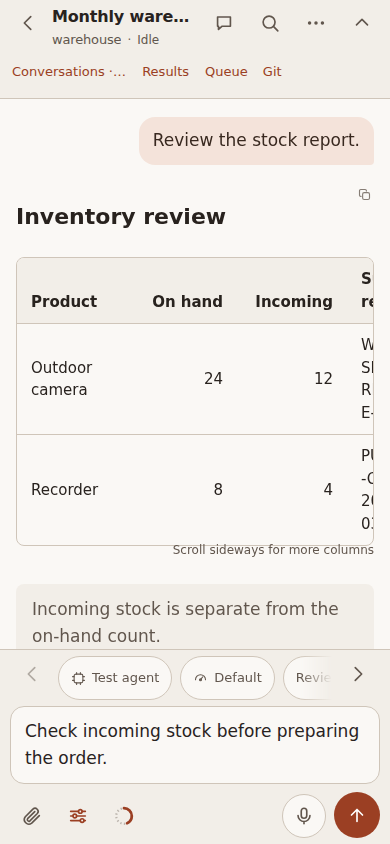 Monthly ware…
warehouse · Idle
Conversations ·…
Results
Queue
Git
Review the stock report.
Inventory review
Product On hand Incoming
Outdoor camera 24 12
Recorder 8 4
Scroll sideways for more columns
Incoming stock is separate from the
on-hand count.
Test agent
Default
Check incoming stock before preparing
the order.